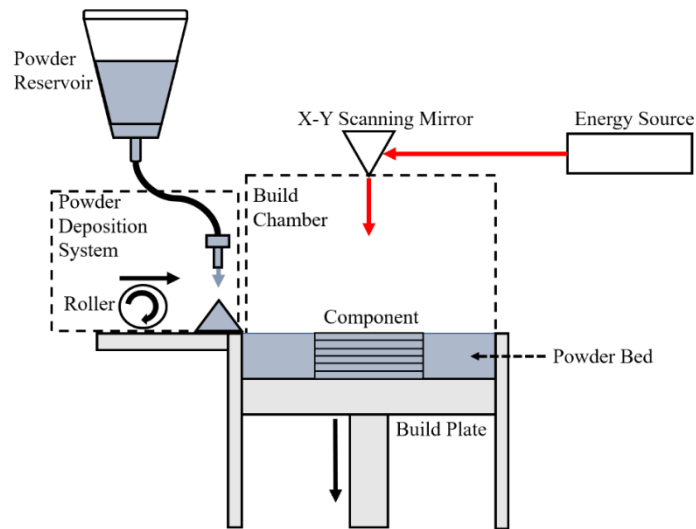 Powder
Reservoir
X-Y Scanning Mirror
Energy Source
Powder
Deposition
System
Build
Chamber
Roller
Component
Powder Bed
Build Plate